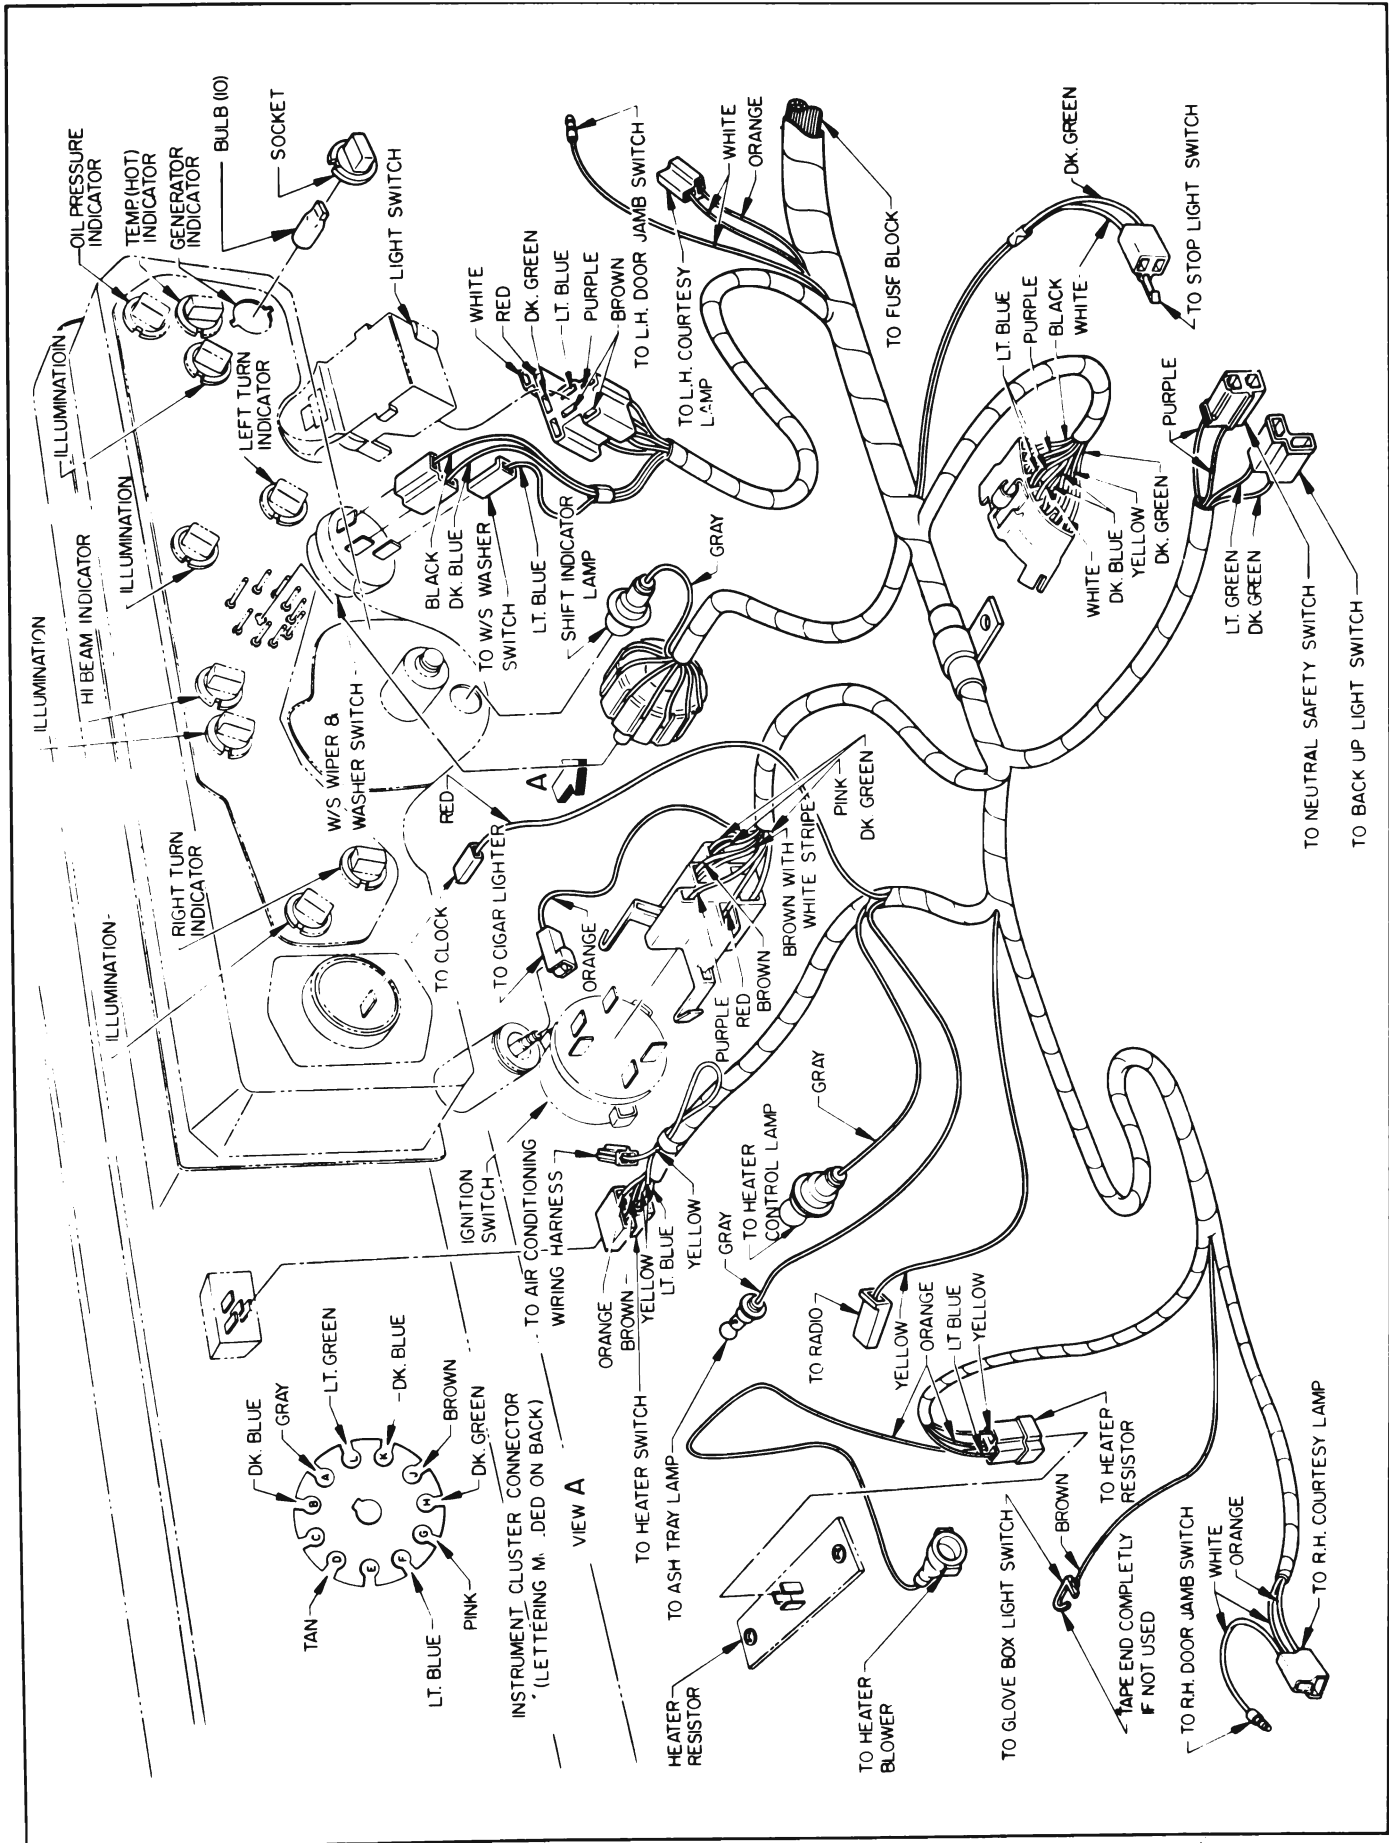 OIL PRESSURE
INDICATOR
TEMP. (HOT)
INDICATOR
GENERATOR
INDICATOR
BULB (10)
SOCKET
LIGHT SWITCH
ILLUMINATIOIN
LEFT TURN
INDICATOR
ILLUMINATION
HI BEAM INDICATOR
ILLUMINATION
W/S WIPER &
WASHER SWITCH
RIGHT TURN
INDICATOR
ILLUMINATION
WHITE
RED
DK. GREEN
LT. BLUE
PURPLE
BROWN
TO L.H. DOOR JAMB SWITCH
TO L.H. COURTESY
LAMP
WHITE
ORANGE
TO FUSE BLOCK
DK. GREEN
TO STOP LIGHT SWITCH
BLACK
DK. BLUE
TO W/S WASHER
SWITCH
LT. BLUE
SHIFT INDICATOR
LAMP
GRAY
LT. BLUE
PURPLE
BLACK
WHITE
WHITE
DK. BLUE
YELLOW
DK. GREEN
PURPLE
LT. GREEN
DK. GREEN
TO NEUTRAL SAFETY SWITCH
TO BACK UP LIGHT SWITCH
RED
A
TO CLOCK
TO CIGAR LIGHTER
ORANGE
PINK
DK GREEN
BROWN WITH
WHITE STRIPE
PURPLE
RED
BROWN
IGNITION
SWITCH
TO AIR CONDITIONING
WIRING HARNESS
ORANGE
BROWN
YELLOW
LT. BLUE
YELLOW
TO HEATER SWITCH
GRAY
TO HEATER
CONTROL LAMP
GRAY
TO ASH TRAY LAMP
TO RADIO
YELLOW
ORANGE
LT BLUE
YELLOW
TO HEATER
RESISTOR
HEATER
RESISTOR
TO HEATER
BLOWER
TO GLOVE BOX LIGHT SWITCH
BROWN
TAPE END COMPLETLY
IF NOT USED
TO R.H. DOOR JAMB SWITCH
WHITE
ORANGE
TO R.H. COURTESY LAMP
DK. BLUE
GRAY
LT. GREEN
DK. BLUE
BROWN
DK. GREEN
PINK
LT. BLUE
TAN
A
B
C
D
E
F
G
H
J
K
L
INSTRUMENT CLUSTER CONNECTOR
(LETTERING M DED ON BACK)
VIEW A